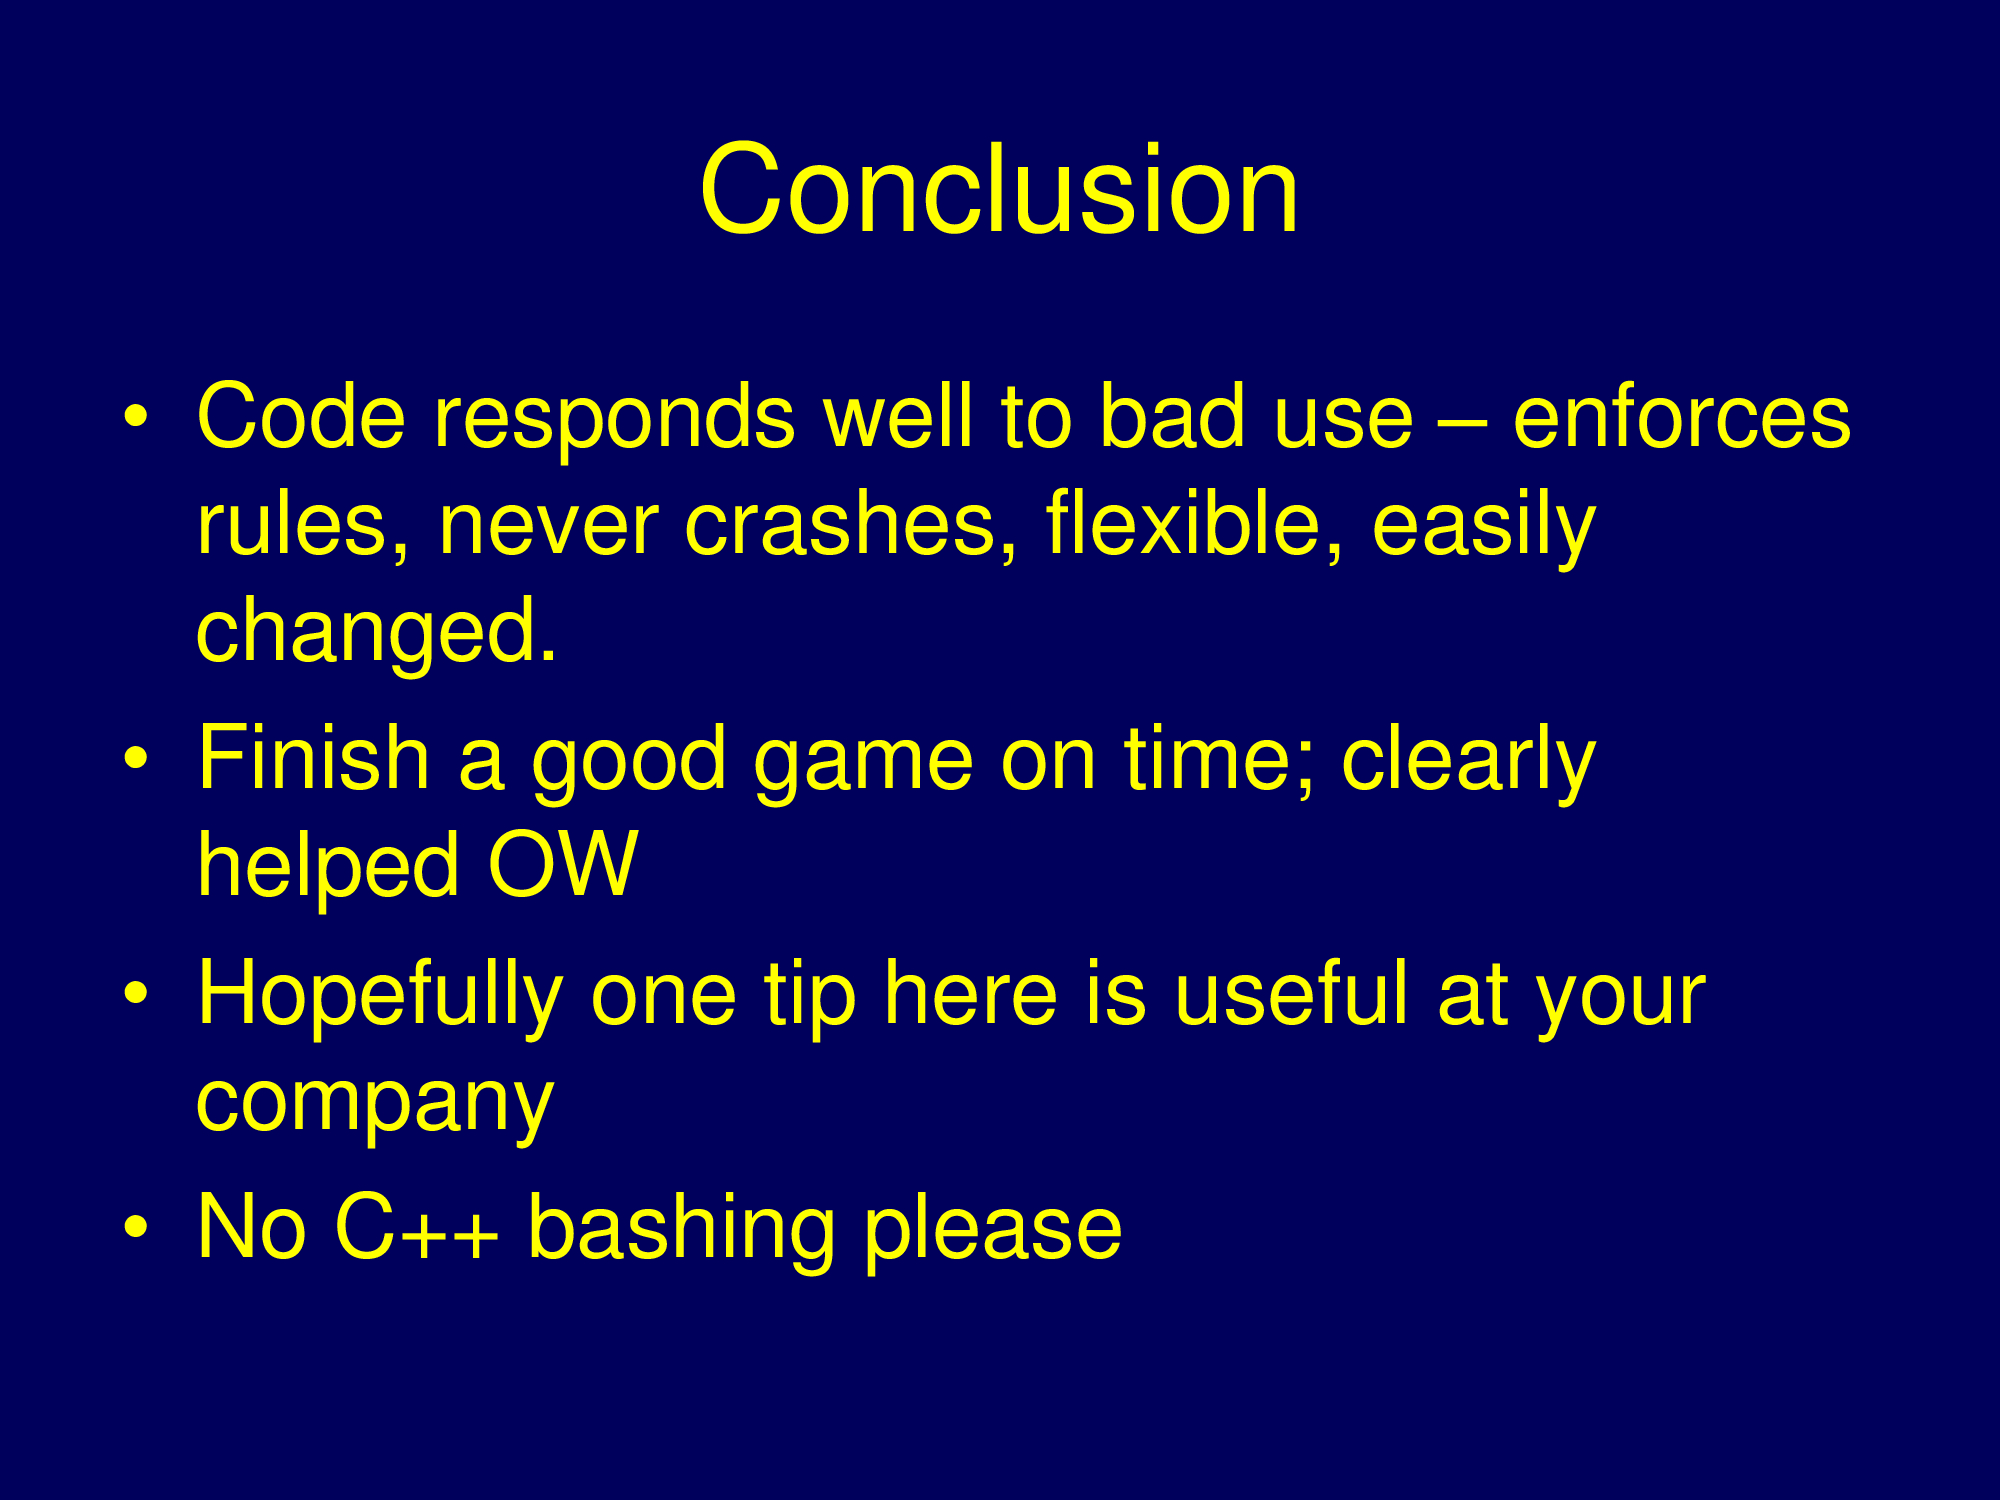 Conclusion
• Code responds well to bad use – enforces
rules, never crashes, flexible, easily
changed.
• Finish a good game on time; clearly
helped OW
• Hopefully one tip here is useful at your
company
• No C++ bashing please